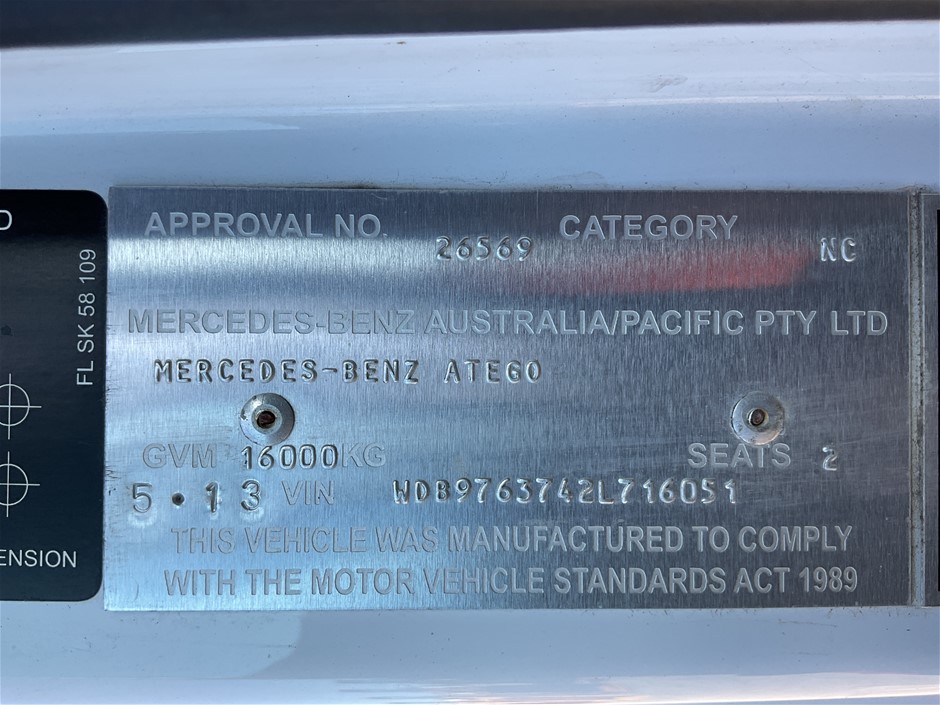 D
FL SK 58 109
ENSION
APPROVAL NO. 26569 CATEGORY NC
MERCEDES-BENZ AUSTRALIA/PACIFIC PTY LTD
MERCEDES-BENZ ATEGO
GVM 16000KG SEATS 2
5·13 VIN WDB9763742L716051
THIS VEHICLE WAS MANUFACTURED TO COMPLY
WITH THE MOTOR VEHICLE STANDARDS ACT 1989